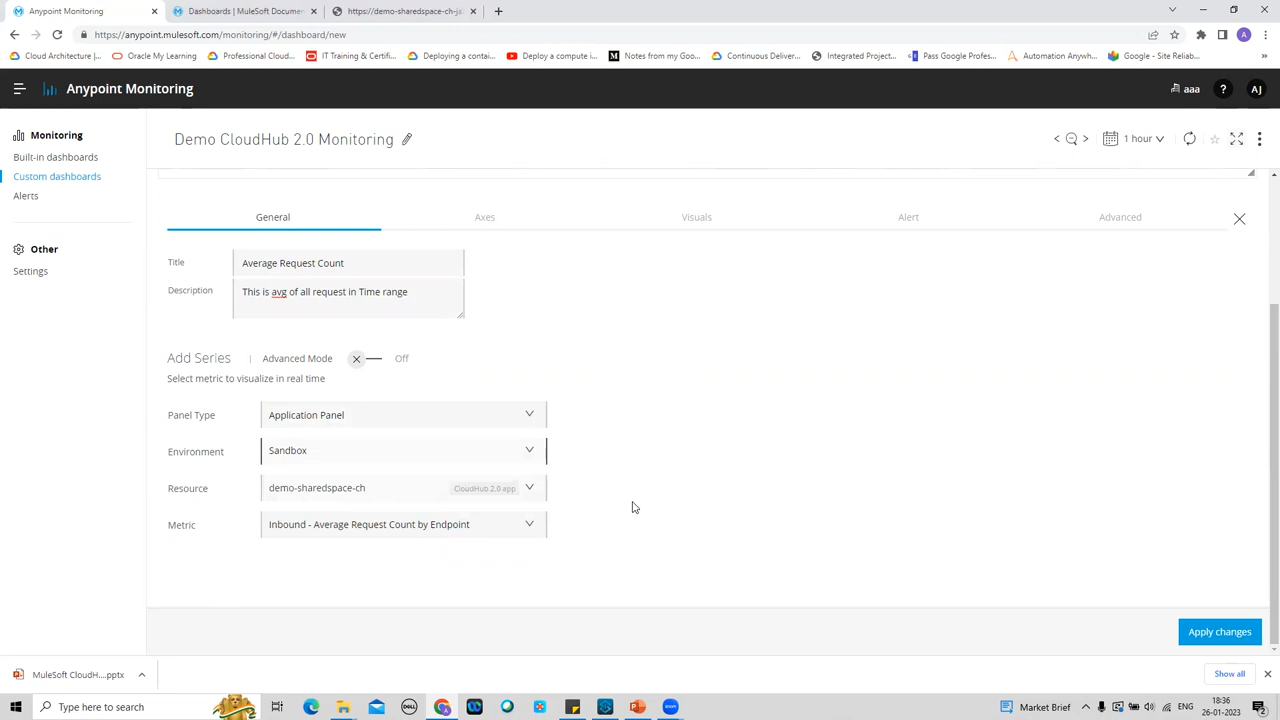 Anypoint Monitoring
Dashboards | MuleSoft Documen
https://demo-sharedspace-ch-ja
https://anypoint.mulesoft.com/monitoring/#/dashboard/new
A
Cloud Architecture |...
Oracle My Learning
Professional Cloud...
IT Training & Certifi...
Deploying a contai...
Deploy a compute i...
Notes from my Goo...
Continuous Deliver...
Integrated Project...
Pass Google Profes...
Automation Anywh...
Google - Site Reliab...
»
Anypoint Monitoring
aaa
?
AJ
Monitoring
Built-in dashboards
Custom dashboards
Alerts
Other
Settings
Demo CloudHub 2.0 Monitoring
1 hour
General
Axes
Visuals
Alert
Advanced
Title
Average Request Count
Description
This is avg of all request in Time range
Add Series
Advanced Mode
Off
Select metric to visualize in real time
Panel Type
Application Panel
Environment
Sandbox
Resource
demo-sharedspace-ch
CloudHub 2.0 app
Metric
Inbound - Average Request Count by Endpoint
Apply changes
MuleSoft CloudH....pptx
Show all
Type here to search
Market Brief
ENG
18:36
26-01-2023